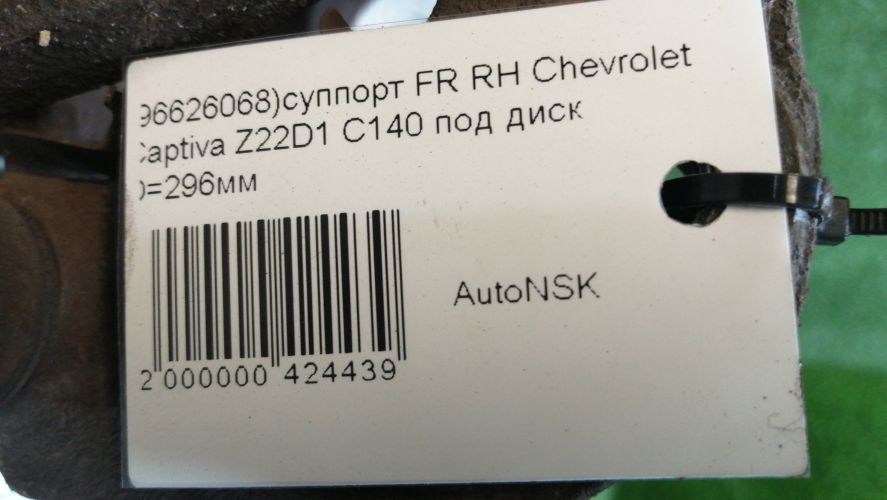 96626068)суппорт FR RH Chevrolet
Captiva Z22D1 C140 под диск
D=296мм
AutoNSK
2 000000 424439